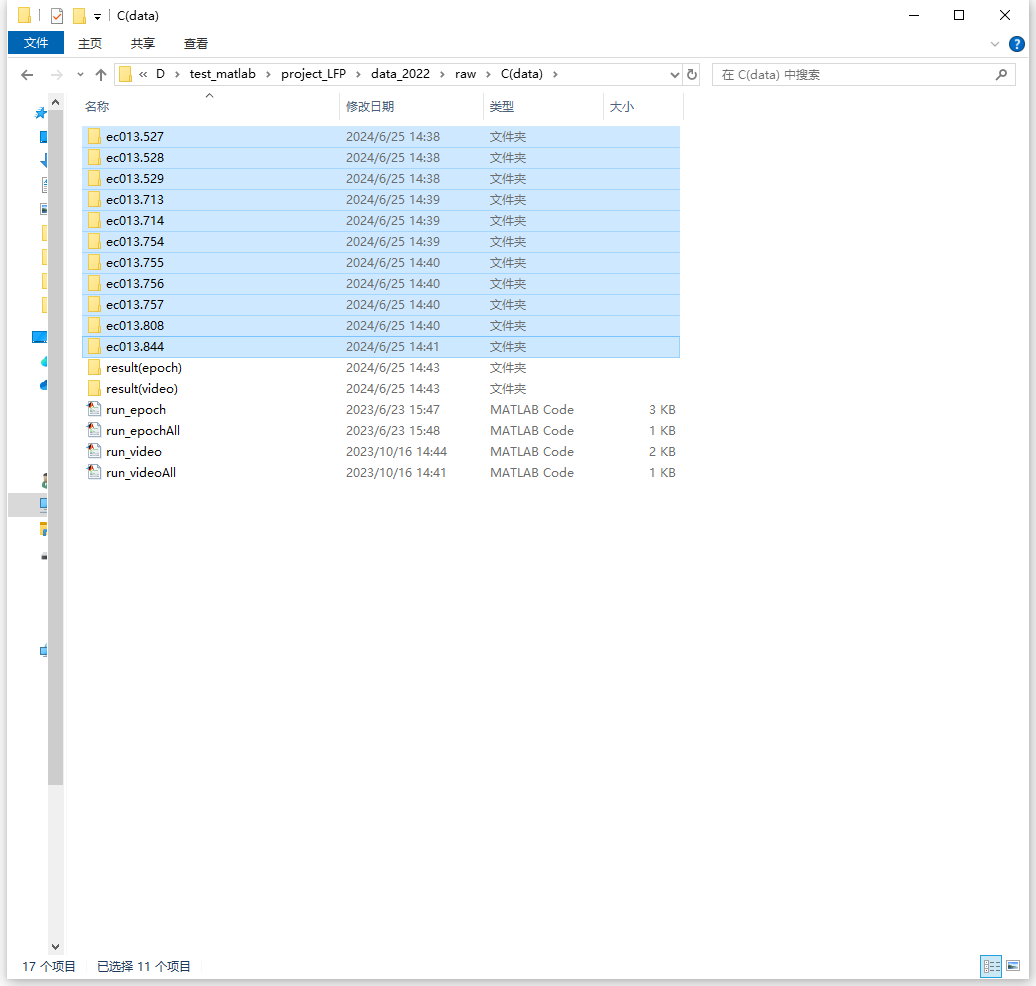 C(data)
文件 主页 共享 查看
« D › test_matlab › project_LFP › data_2022 › raw › C(data) › 在 C(data) 中搜索
名称 修改日期 类型 大小
ec013.527 2024/6/25 14:38 文件夹
ec013.528 2024/6/25 14:38 文件夹
ec013.529 2024/6/25 14:38 文件夹
ec013.713 2024/6/25 14:39 文件夹
ec013.714 2024/6/25 14:39 文件夹
ec013.754 2024/6/25 14:39 文件夹
ec013.755 2024/6/25 14:40 文件夹
ec013.756 2024/6/25 14:40 文件夹
ec013.757 2024/6/25 14:40 文件夹
ec013.808 2024/6/25 14:40 文件夹
ec013.844 2024/6/25 14:41 文件夹
result(epoch) 2024/6/25 14:43 文件夹
result(video) 2024/6/25 14:43 文件夹
run_epoch 2023/6/23 15:47 MATLAB Code 3 KB
run_epochAll 2023/6/23 15:48 MATLAB Code 1 KB
run_video 2023/10/16 14:44 MATLAB Code 2 KB
run_videoAll 2023/10/16 14:41 MATLAB Code 1 KB
17 个项目 已选择 11 个项目